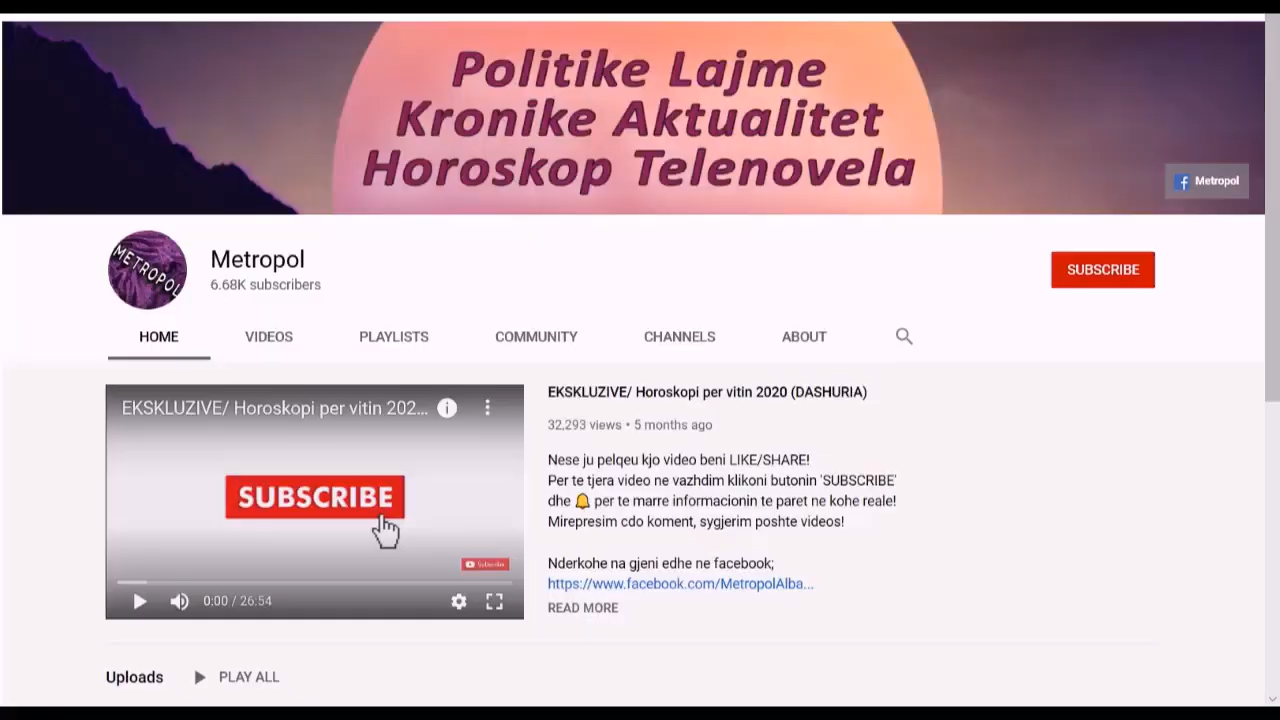 Politike Lajme
Kronike Aktualitet
Horoskop Telenovela
Metropol
METROPOL
Metropol
6.68K subscribers
SUBSCRIBE
HOME VIDEOS PLAYLISTS COMMUNITY CHANNELS ABOUT
EKSKLUZIVE/ Horoskopi per vitin 202...
SUBSCRIBE
Subscribe
0:00 / 26:54
EKSKLUZIVE/ Horoskopi per vitin 2020 (DASHURIA)
32,293 views • 5 months ago
Nese ju pelqeu kjo video beni LIKE/SHARE!
Per te tjera video ne vazhdim klikoni butonin 'SUBSCRIBE'
dhe 🔔 per te marre informacionin te paret ne kohe reale!
Mirepresim cdo koment, sygjerim poshte videos!
Nderkohe na gjeni edhe ne facebook;
https://www.facebook.com/MetropolAlba...
READ MORE
Uploads PLAY ALL